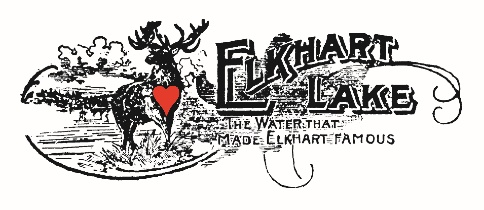 ELKHART
LAKE
THE WATER THAT
MADE ELKHART FAMOUS